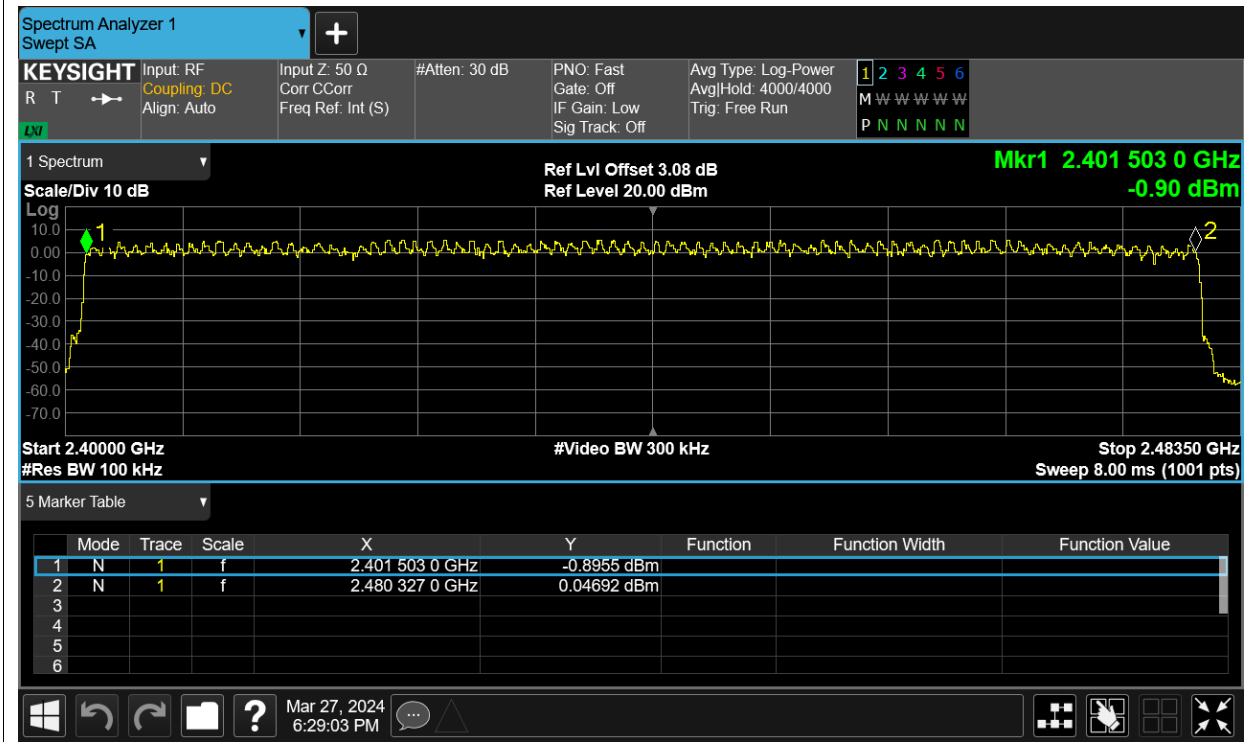 Spectrum Analyzer 1
Swept SA
KEYSIGHT
R T
LXI
Input: RF
Coupling: DC
Align: Auto
Input Z: 50 Ω
Corr CCorr
Freq Ref: Int (S)
#Atten: 30 dB
PNO: Fast
Gate: Off
IF Gain: Low
Sig Track: Off
Avg Type: Log-Power
Avg|Hold: 4000/4000
Trig: Free Run
1 2 3 4 5 6
M W W W W W
P N N N N N
1 Spectrum
Scale/Div 10 dB
Ref Lvl Offset 3.08 dB
Ref Level 20.00 dBm
Mkr1 2.401 503 0 GHz
-0.90 dBm
Log
10.0
0.00
-10.0
-20.0
-30.0
-40.0
-50.0
-60.0
-70.0
1
2
Start 2.40000 GHz
#Res BW 100 kHz
#Video BW 300 kHz
Stop 2.48350 GHz
Sweep 8.00 ms (1001 pts)
5 Marker Table
Mode Trace Scale X Y Function Function Width Function Value
1 N 1 f 2.401 503 0 GHz -0.8955 dBm
2 N 1 f 2.480 327 0 GHz 0.04692 dBm
3
4
5
6
?
Mar 27, 2024
6:29:03 PM